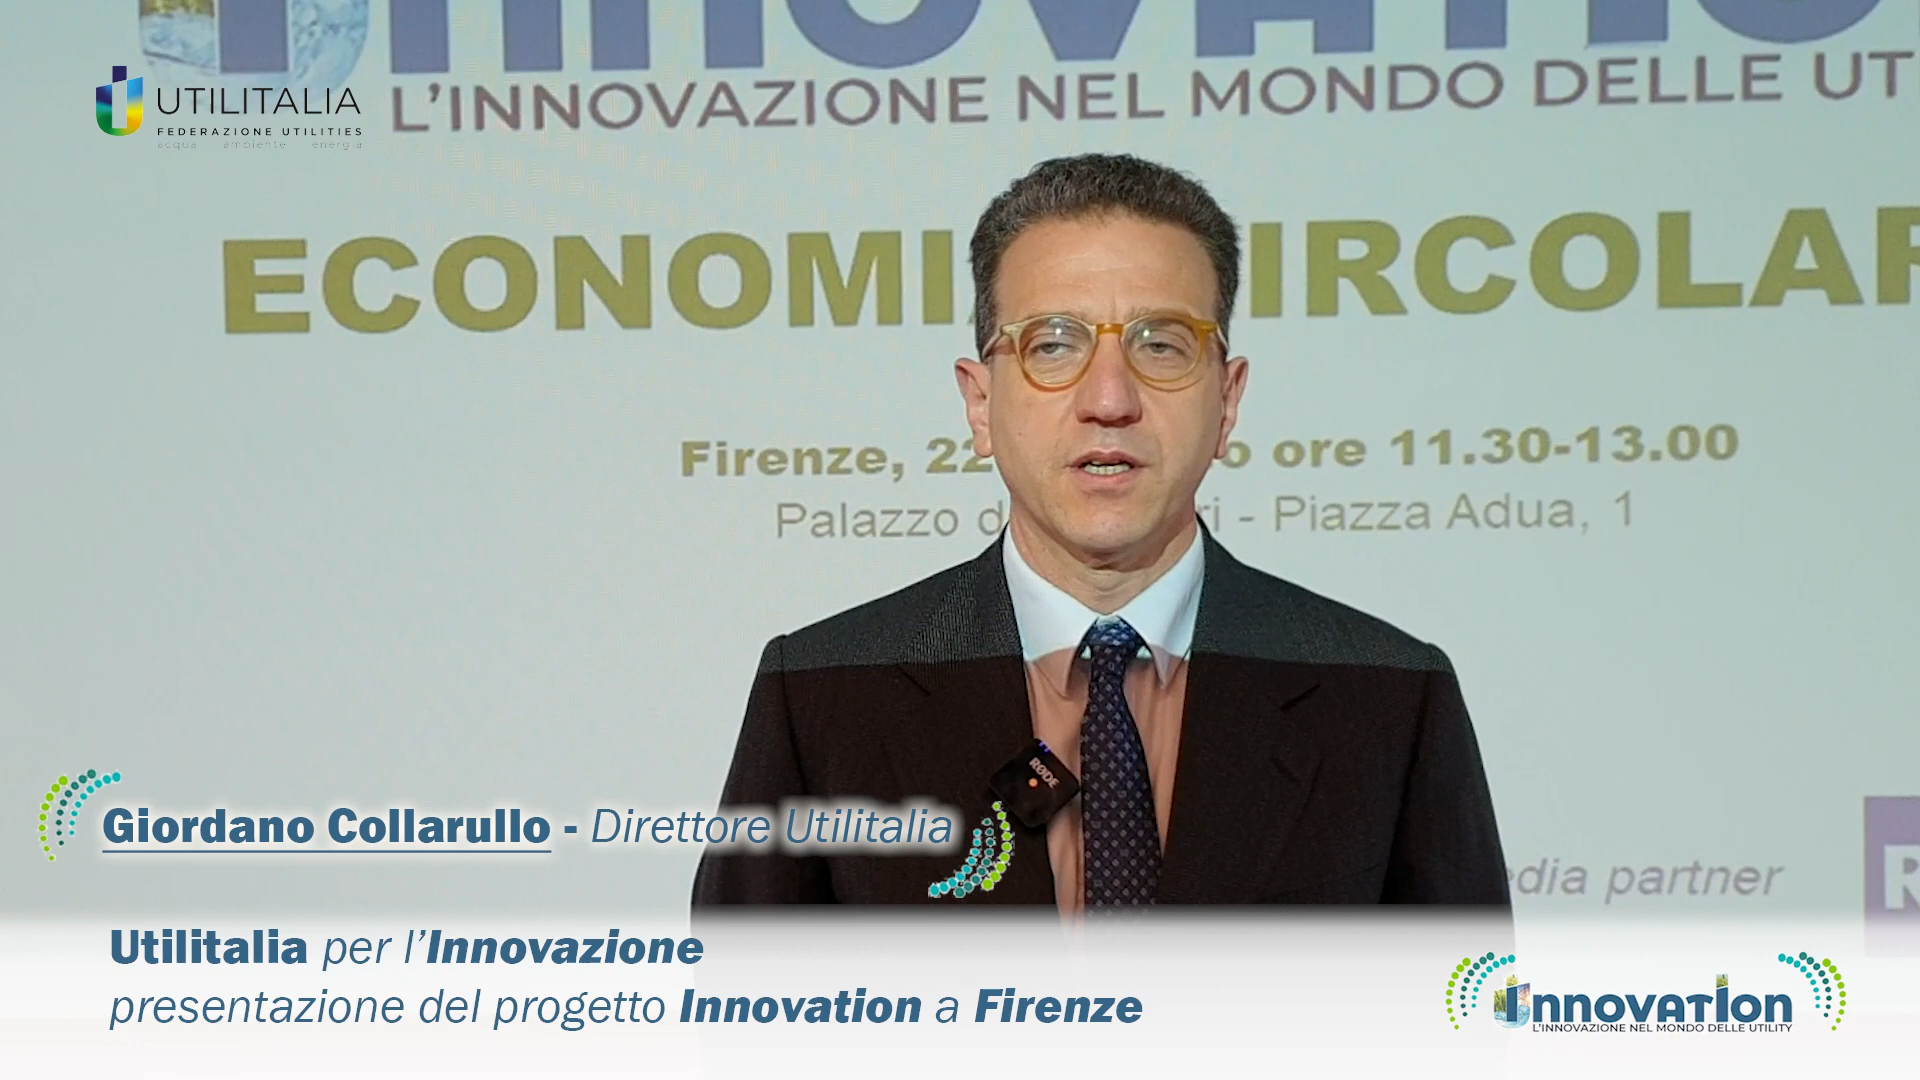 INNOVATIO
L'INNOVAZIONE NEL MONDO DELLE UT
UTILITALIA
FEDERAZIONE UTILITIES
acqua ambiente energia
ECONOMI IRCOLAR
Firenze, 22 o ore 11.30-13.00
Palazzo d ri - Piazza Adua, 1
RØDE
Giordano Collarullo - Direttore Utilitalia
edia partner
R
Utilitalia per l'Innovazione
presentazione del progetto Innovation a Firenze
innovation
L'INNOVAZIONE NEL MONDO DELLE UTILITY